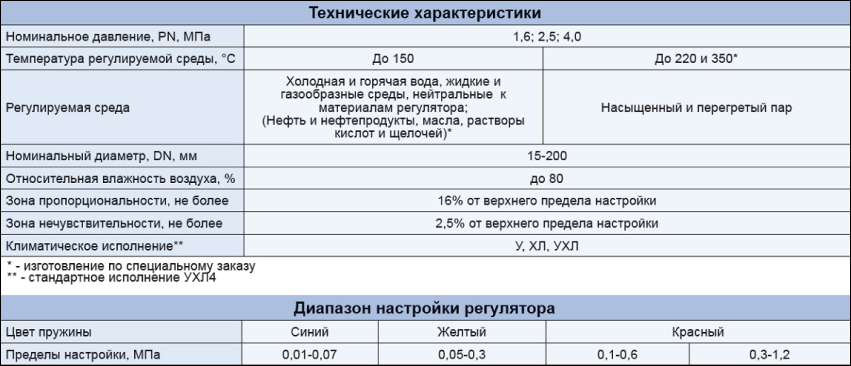 Технические характеристики
Номинальное давление, PN, МПа 1,6; 2,5; 4,0
Температура регулируемой среды, °С До 150 До 220 и 350*
Регулируемая среда
Холодная и горячая вода, жидкие и
газообразные среды, нейтральные к
материалам регулятора;
(Нефть и нефтепродукты, масла, растворы
кислот и щелочей)*
Насыщенный и перегретый пар
Номинальный диаметр, DN, мм 15-200
Относительная влажность воздуха, % до 80
Зона пропорциональности, не более 16% от верхнего предела настройки
Зона нечувствительности, не более 2,5% от верхнего предела настройки
Климатическое исполнение** У, ХЛ, УХЛ
* - изготовление по специальному заказу
** - стандартное исполнение УХЛ4
Диапазон настройки регулятора
Цвет пружины Синий Желтый Красный
Пределы настройки, МПа 0,01-0,07 0,05-0,3 0,1-0,6 0,3-1,2